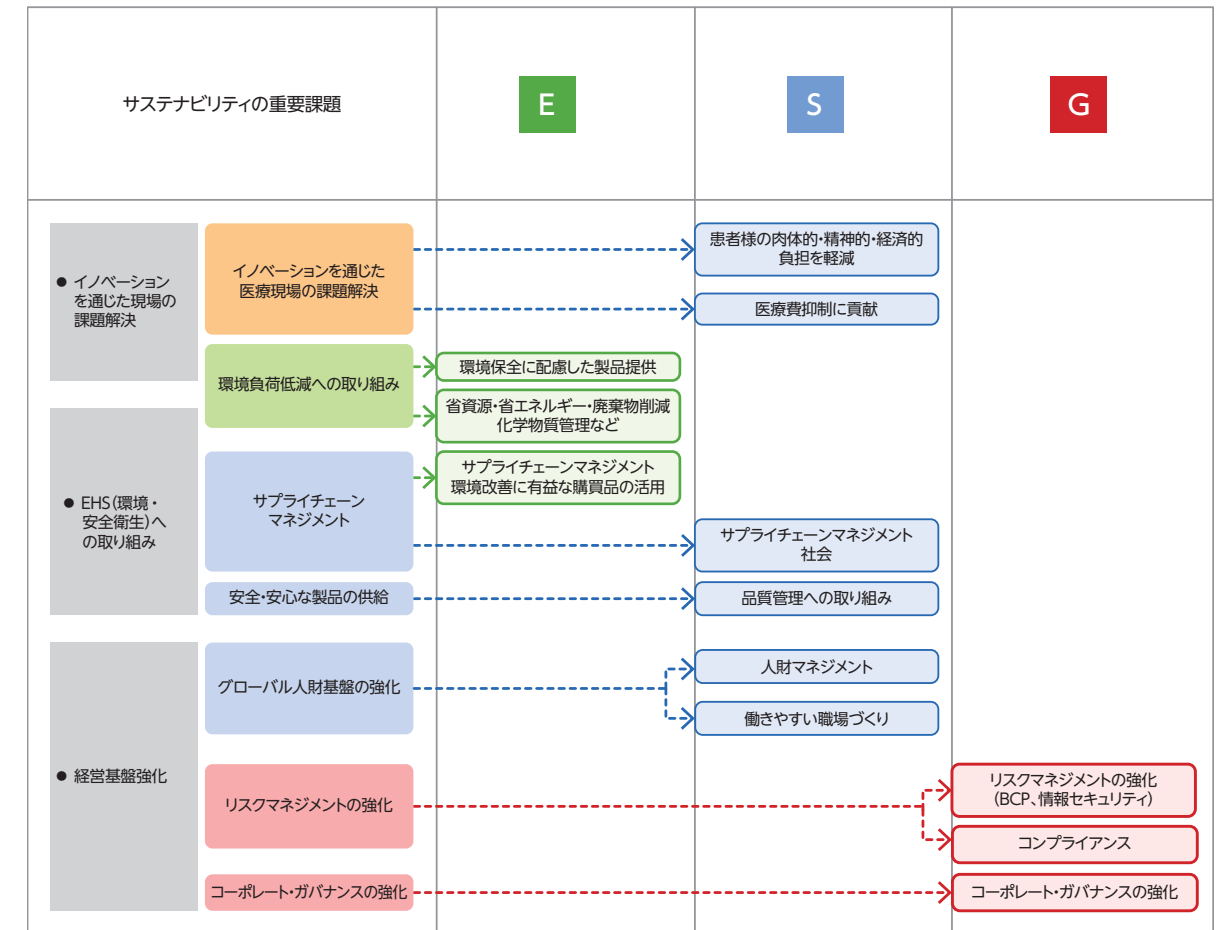 サステナビリティの重要課題
E
S
G
● イノベーション
を通じた現場の
課題解決
イノベーションを通じた
医療現場の課題解決
患者様の肉体的・精神的・経済的
負担を軽減
医療費抑制に貢献
環境負荷低減への取り組み
環境保全に配慮した製品提供
省資源・省エネルギー・廃棄物削減
化学物質管理など
● EHS（環境・
安全衛生）へ
の取り組み
サプライチェーン
マネジメント
サプライチェーンマネジメント
環境改善に有益な購買品の活用
サプライチェーンマネジメント
社会
安全・安心な製品の供給
品質管理への取り組み
● 経営基盤強化
グローバル人財基盤の強化
人財マネジメント
働きやすい職場づくり
リスクマネジメントの強化
リスクマネジメントの強化
（BCP、情報セキュリティ）
コンプライアンス
コーポレート・ガバナンスの強化
コーポレート・ガバナンスの強化